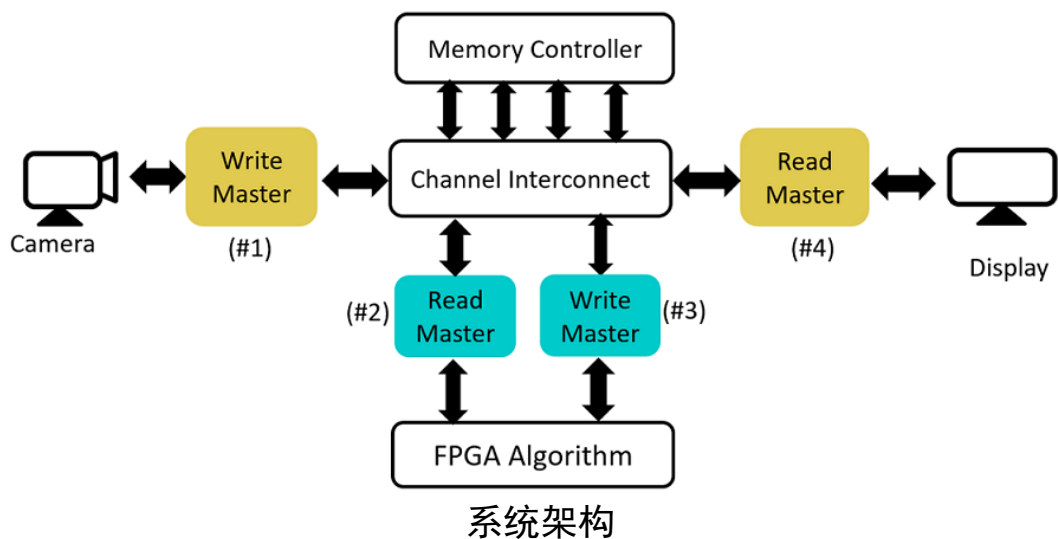 Memory Controller
Write
Master
Channel Interconnect
Read
Master
Camera
(#1)
(#4)
Display
(#2)
Read
Master
Write
Master
(#3)
FPGA Algorithm
系统架构